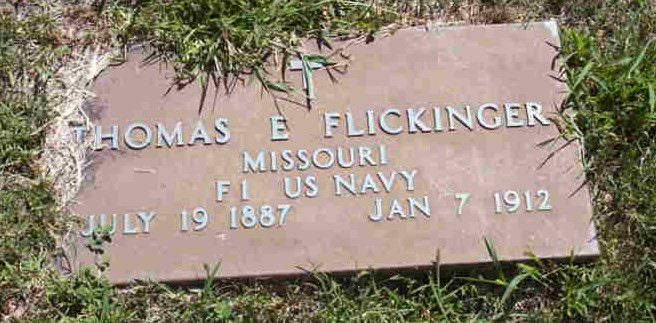 THOMAS E FLICKINGER
MISSOURI
F1 US NAVY
JULY 19 1887 JAN 7 1912